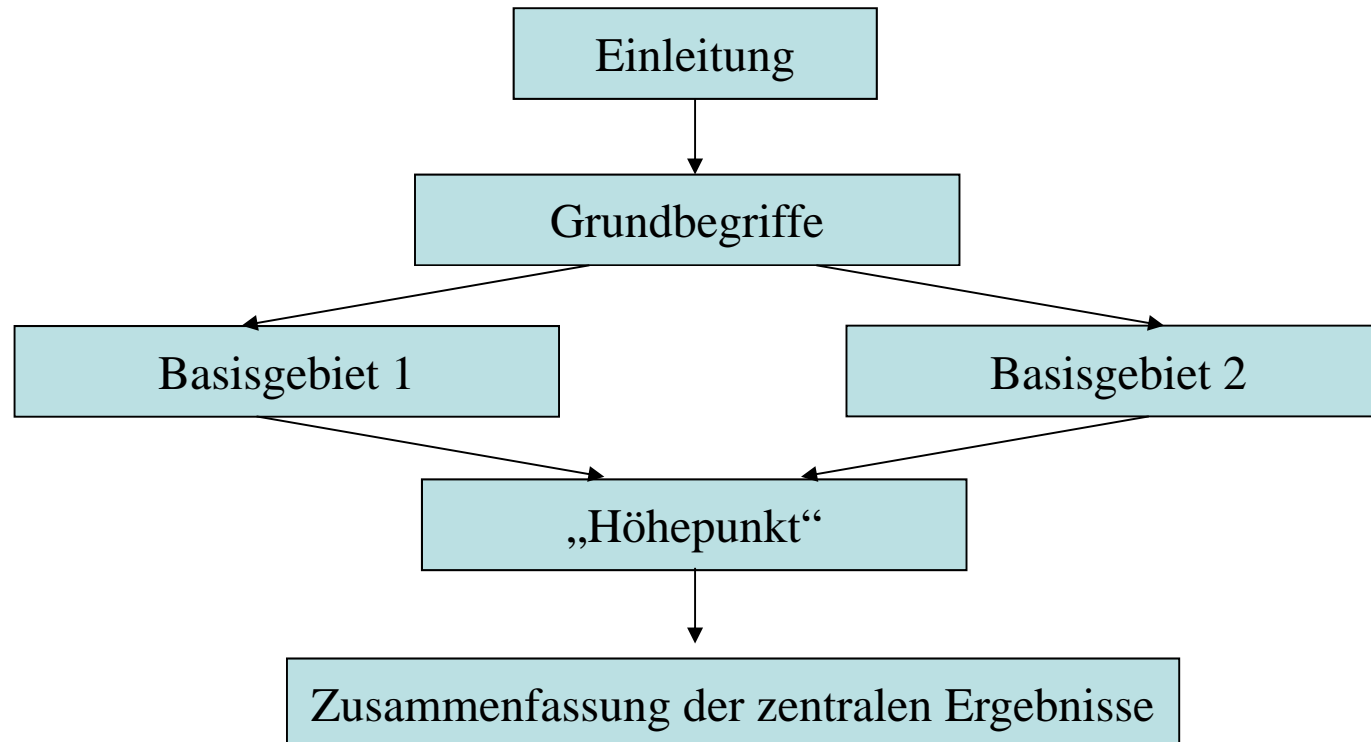 Einleitung
Grundbegriffe
Basisgebiet 1
Basisgebiet 2
„Höhepunkt“
Zusammenfassung der zentralen Ergebnisse